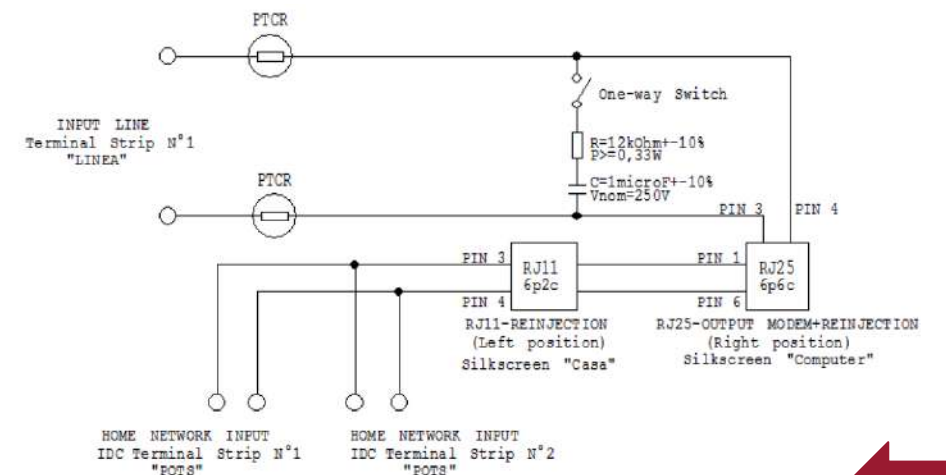 PTCR
One-way Switch
INPUT LINE
Terminal Strip N°1
"LINEA"
R=12kOhm+-10%
P>=0,33W
PTCR
C=1microF+-10%
Vnom=250V
PIN 3 PIN 4
PIN 3 RJ11 6p2c PIN 1 RJ25 6p6c
PIN 4 PIN 6
RJ11-REINJECTION
(Left position)
Silkscreen "Casa"
RJ25-OUTPUT MODEM+REINJECTION
(Right position)
Silkscreen "Computer"
HOME NETWORK INPUT
IDC Terminal Strip N°1
"POTS"
HOME NETWORK INPUT
IDC Terminal Strip N°2
"POTS"